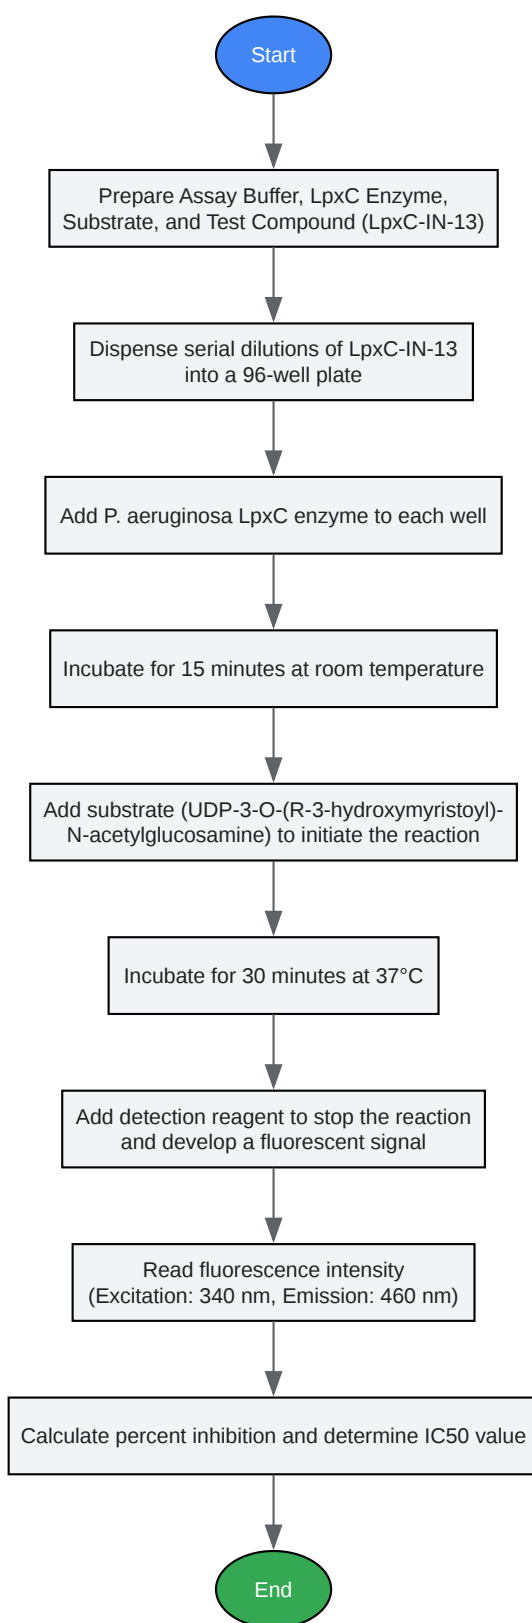 Start
Prepare Assay Buffer, LpxC Enzyme,
Substrate, and Test Compound (LpxC-IN-13)
Dispense serial dilutions of LpxC-IN-13
into a 96-well plate
Add P. aeruginosa LpxC enzyme to each well
Incubate for 15 minutes at room temperature
Add substrate (UDP-3-O-(R-3-hydroxymyristoyl)-
N-acetylglucosamine) to initiate the reaction
Incubate for 30 minutes at 37°C
Add detection reagent to stop the reaction
and develop a fluorescent signal
Read fluorescence intensity
(Excitation: 340 nm, Emission: 460 nm)
Calculate percent inhibition and determine IC50 value
End